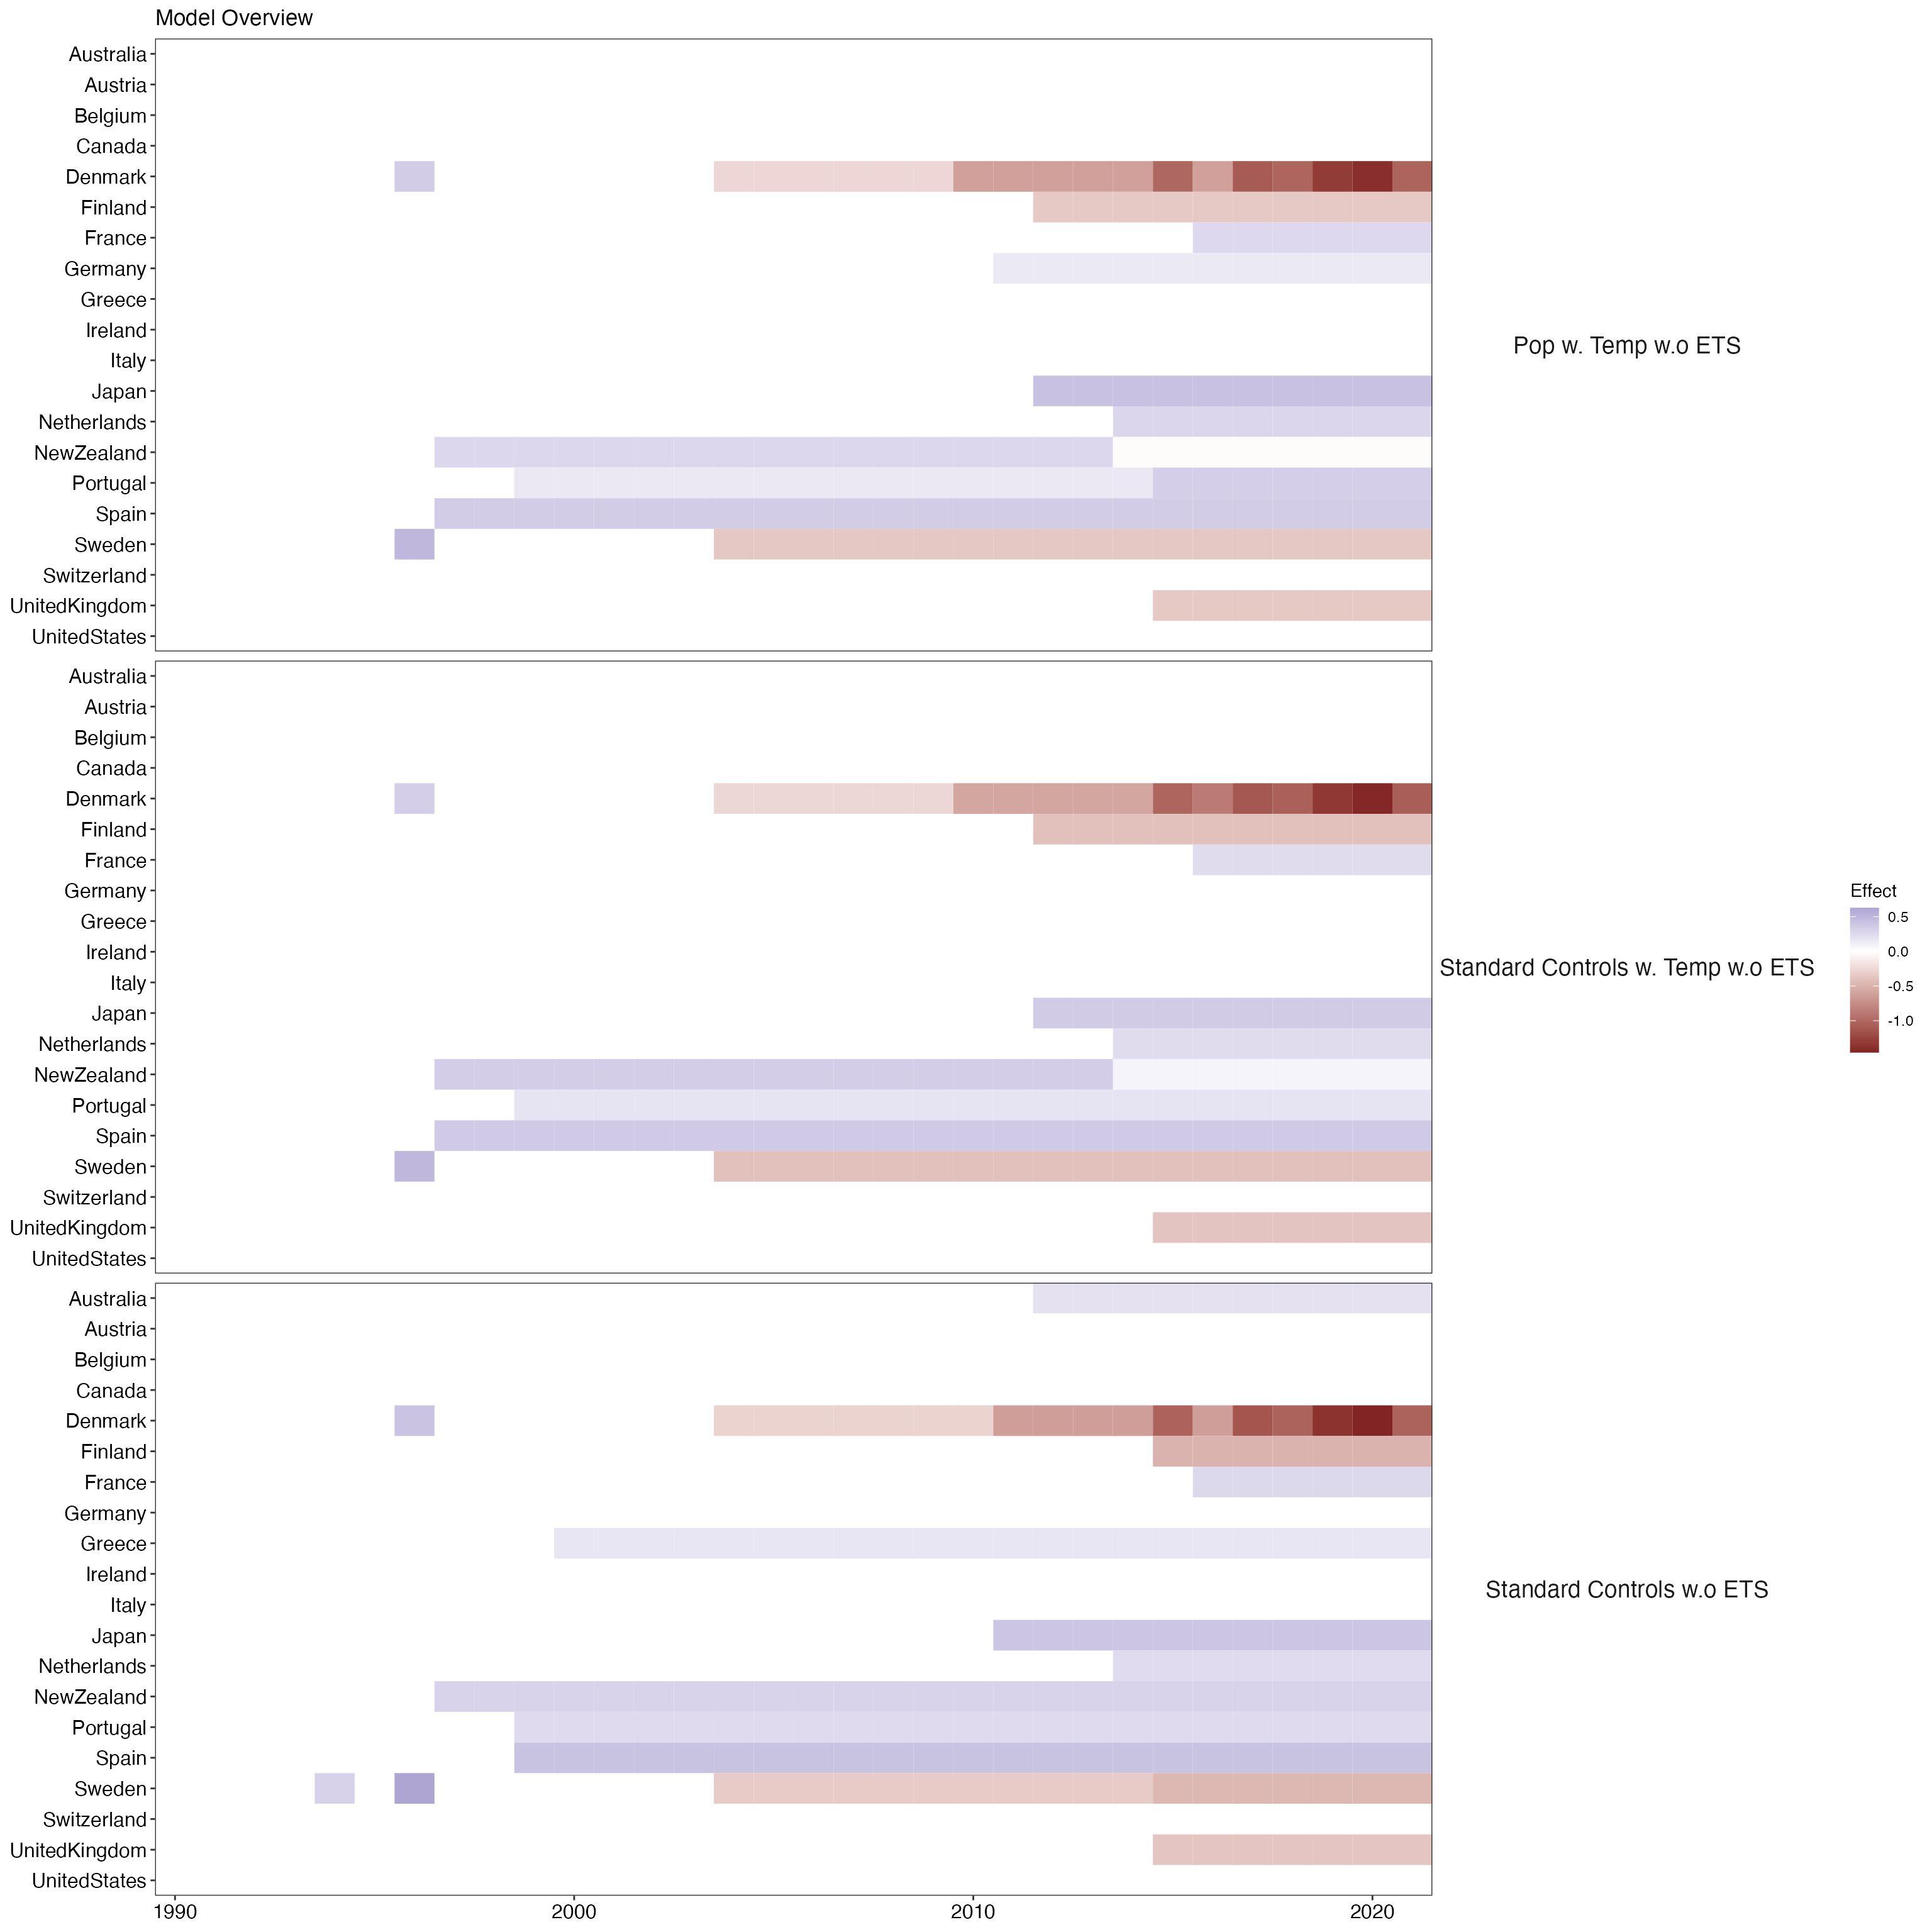 Model Overview
Australia
Austria
Belgium
Canada
Denmark
Finland
France
Germany
Greece
Ireland
Italy
Japan
Netherlands
NewZealand
Portugal
Spain
Sweden
Switzerland
UnitedKingdom
UnitedStates
Pop w. Temp w.o ETS
Australia
Austria
Belgium
Canada
Denmark
Finland
France
Germany
Greece
Ireland
Italy
Japan
Netherlands
NewZealand
Portugal
Spain
Sweden
Switzerland
UnitedKingdom
UnitedStates
Standard Controls w. Temp w.o ETS
Australia
Austria
Belgium
Canada
Denmark
Finland
France
Germany
Greece
Ireland
Italy
Japan
Netherlands
NewZealand
Portugal
Spain
Sweden
Switzerland
UnitedKingdom
UnitedStates
Standard Controls w.o ETS
1990 2000 2010 2020
Effect
0.5
0.0
-0.5
-1.0